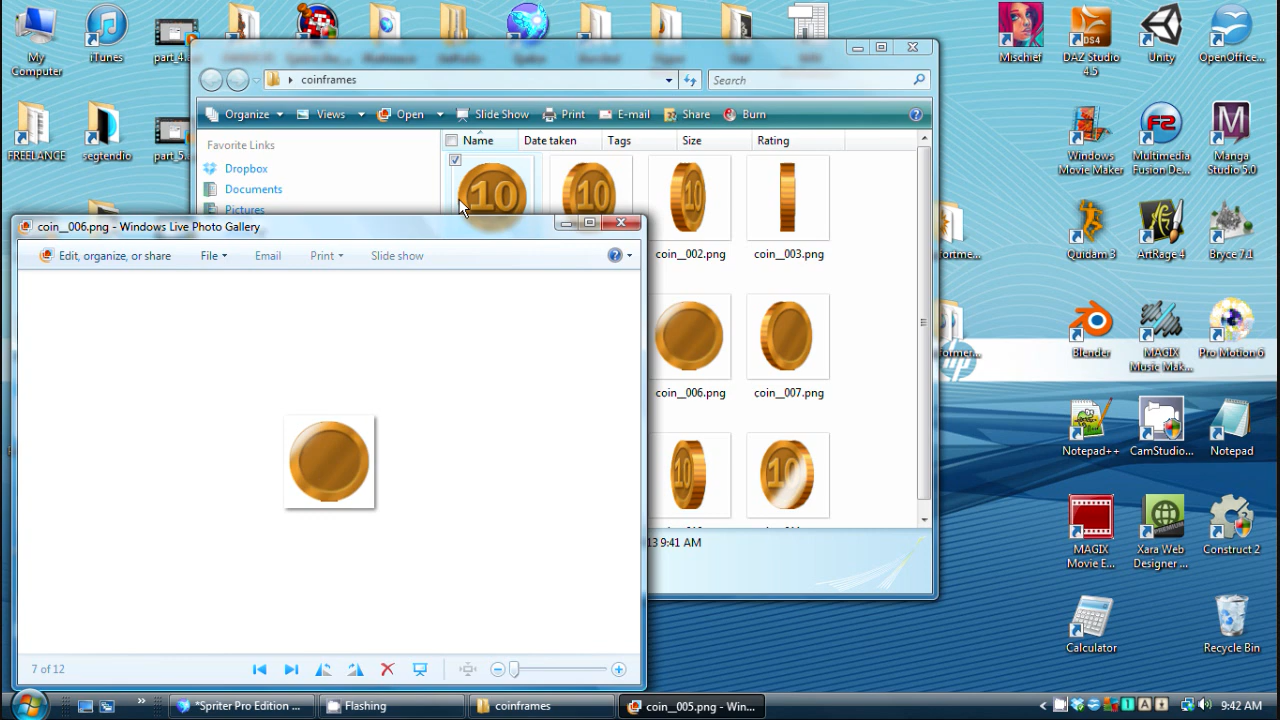 My Computer
iTunes
part_4...
Mischief
DAZ Studio 4.5
Unity
OpenOffice...
FREELANCE
segtendio
part_5...
coinframes
Search
Organize
Views
Open
Slide Show
Print
E-mail
Share
Burn
Favorite Links
Dropbox
Documents
Pictures
Name
Date taken
Tags
Size
Rating
10
10
10
coin__002.png
coin__003.png
coin__006.png
coin__007.png
10
10
13 9:41 AM
coin__006.png - Windows Live Photo Gallery
Edit, organize, or share
File
Email
Print
Slide show
7 of 12
Windows Movie Maker
Multimedia Fusion De...
Manga Studio 5.0
Quidam 3
ArtRage 4
Bryce 7.1
Blender
MAGIX Music Mak...
Pro Motion 6
hp
Notepad++
CamStudio...
Notepad
MAGIX Movie E...
Xara Web Designer ...
Construct 2
Calculator
Recycle Bin
*Spriter Pro Edition ...
Flashing
coinframes
coin__005.png - Win...
9:42 AM